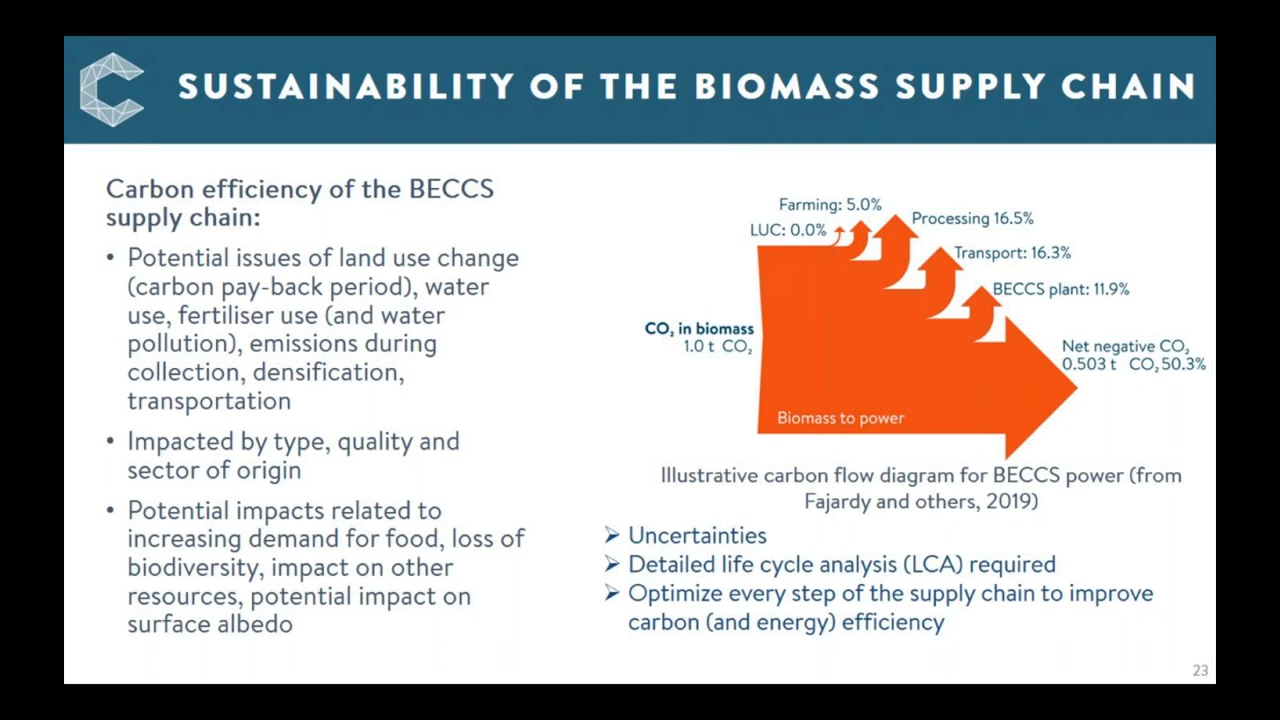 SUSTAINABILITY OF THE BIOMASS SUPPLY CHAIN
Carbon efficiency of the BECCS
supply chain:
• Potential issues of land use change
(carbon pay-back period), water
use, fertiliser use (and water
pollution), emissions during
collection, densification,
transportation
• Impacted by type, quality and
sector of origin
• Potential impacts related to
increasing demand for food, loss of
biodiversity, impact on other
resources, potential impact on
surface albedo
Farming: 5.0%
LUC: 0.0%
Processing 16.5%
Transport: 16.3%
BECCS plant: 11.9%
CO₂ in biomass
1.0 t CO₂
Net negative CO₂
0.503 t CO₂ 50.3%
Biomass to power
Illustrative carbon flow diagram for BECCS power (from
Fajardy and others, 2019)
➢ Uncertainties
➢ Detailed life cycle analysis (LCA) required
➢ Optimize every step of the supply chain to improve
carbon (and energy) efficiency
23